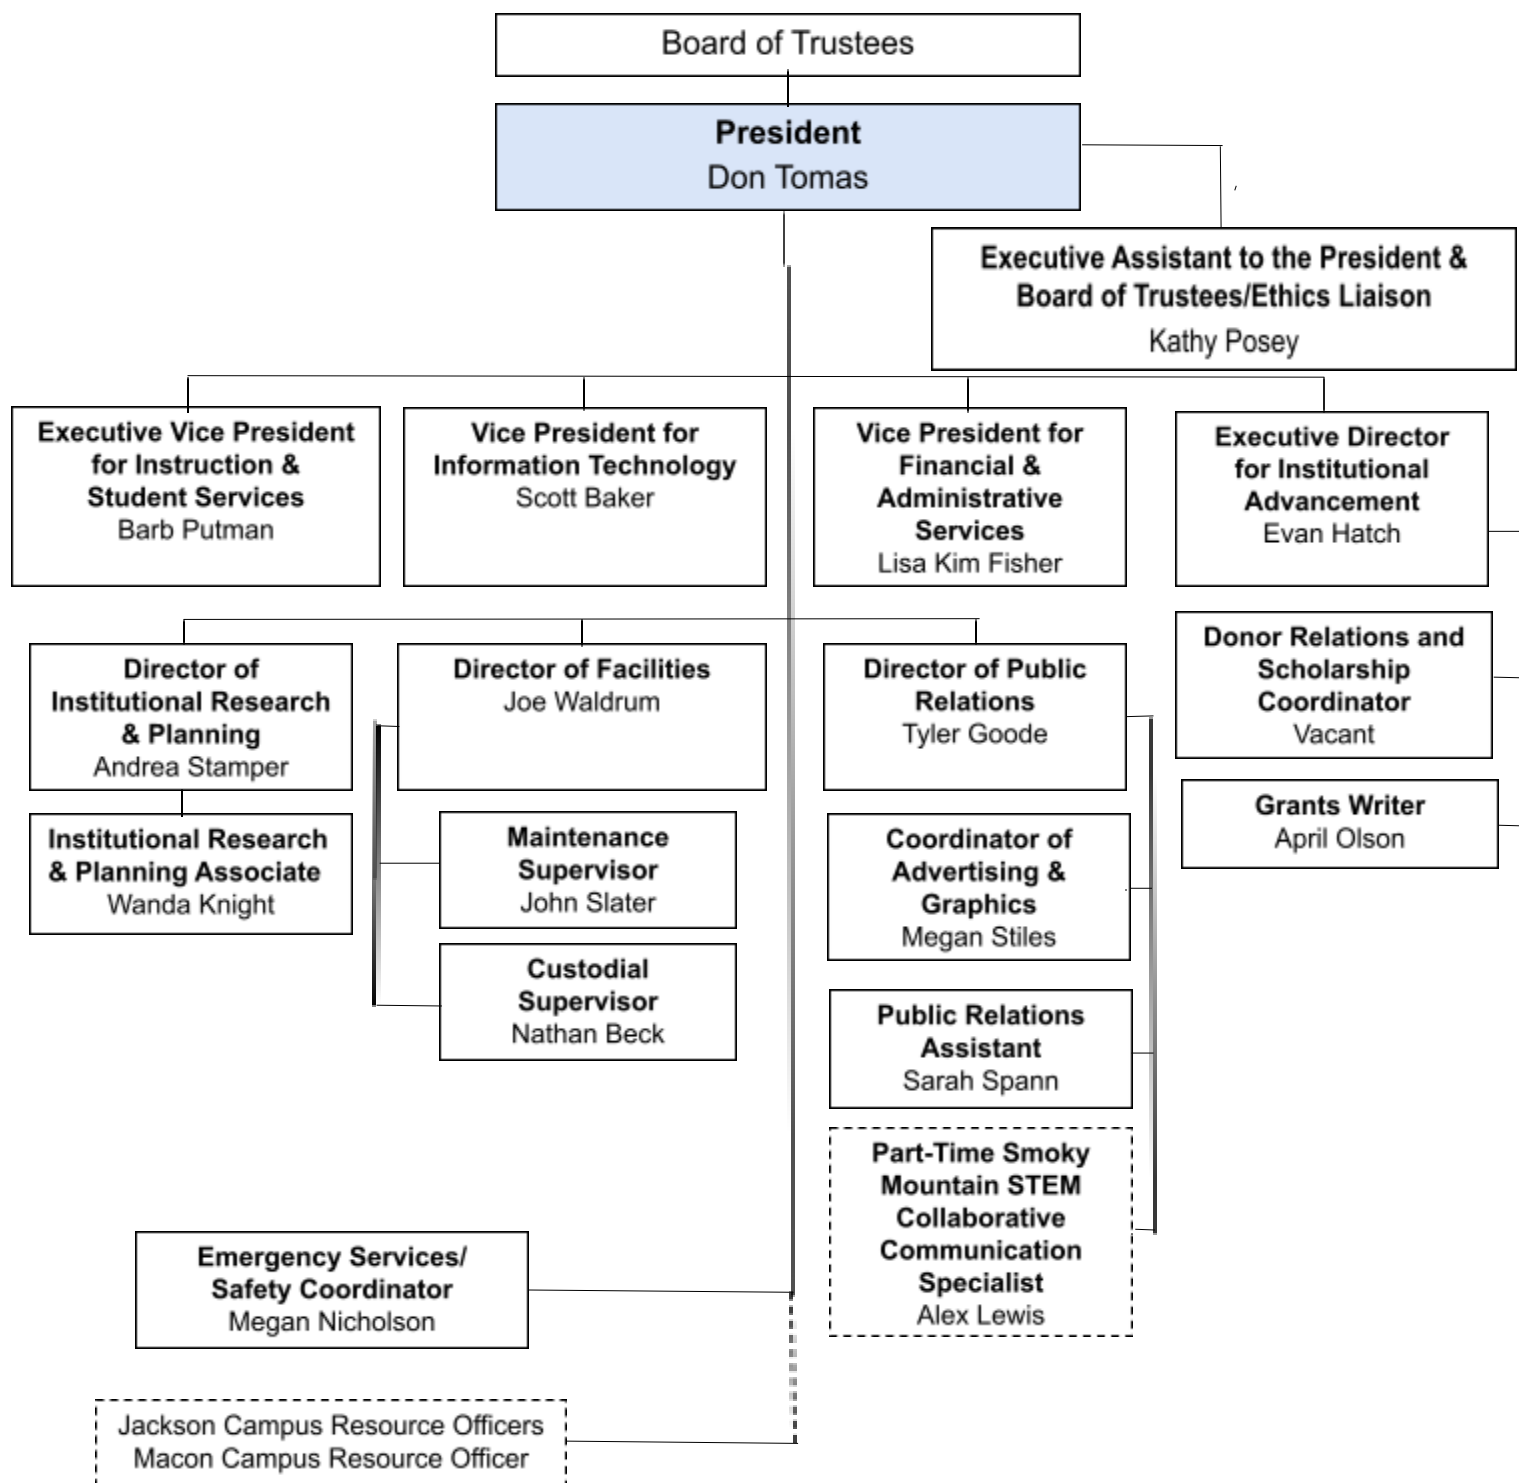 Board of Trustees
President
Don Tomas
Executive Assistant to the President &
Board of Trustees/Ethics Liaison
Kathy Posey
Executive Vice President
for Instruction &
Student Services
Barb Putman
Vice President for
Information Technology
Scott Baker
Vice President for
Financial &
Administrative
Services
Lisa Kim Fisher
Executive Director
for Institutional
Advancement
Evan Hatch
Director of
Institutional Research
& Planning
Andrea Stamper
Institutional Research
& Planning Associate
Wanda Knight
Director of Facilities
Joe Waldrum
Maintenance
Supervisor
John Slater
Custodial
Supervisor
Nathan Beck
Director of Public
Relations
Tyler Goode
Coordinator of
Advertising &
Graphics
Megan Stiles
Public Relations
Assistant
Sarah Spann
Part-Time Smoky
Mountain STEM
Collaborative
Communication
Specialist
Alex Lewis
Donor Relations and
Scholarship
Coordinator
Vacant
Grants Writer
April Olson
Emergency Services/
Safety Coordinator
Megan Nicholson
Jackson Campus Resource Officers
Macon Campus Resource Officer